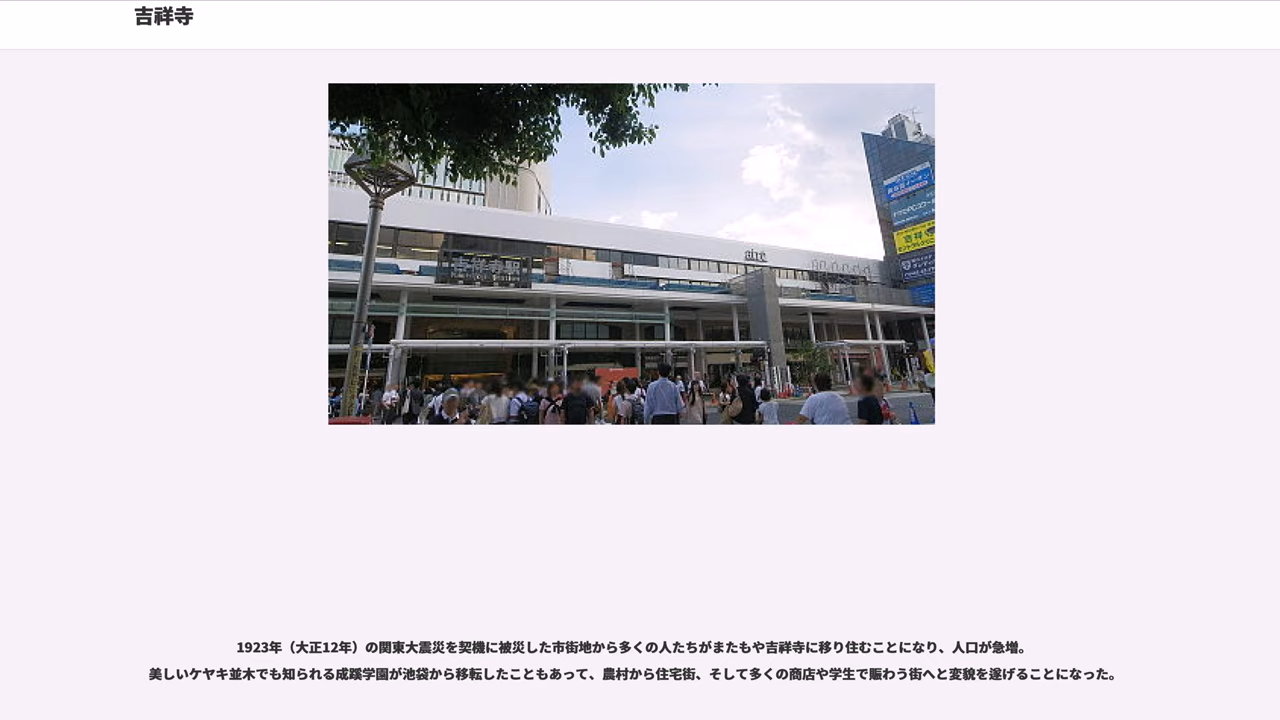 吉祥寺
atré
吉祥
1923年（大正12年）の関東大震災を契機に被災した市街地から多くの人たちがまたもや吉祥寺に移り住むことになり、人口が急増。
美しいケヤキ並木でも知られる成蹊学園が池袋から移転したこともあって、農村から住宅街、そして多くの商店や学生で賑わう街へと変貌を遂げることになった。